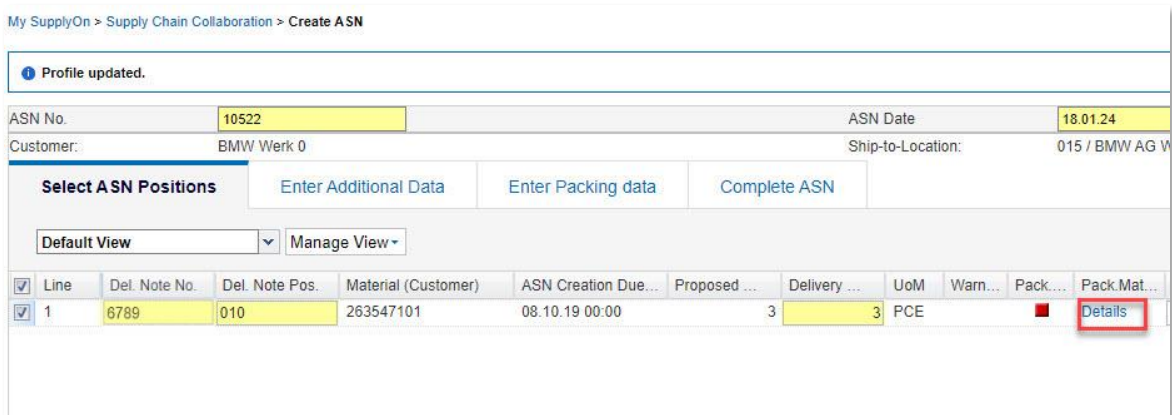 My SupplyOn > Supply Chain Collaboration > Create ASN
Profile updated.
ASN No. 10522 ASN Date 18.01.24
Customer: BMW Werk 0 Ship-to-Location: 015 / BMW AG W
Select ASN Positions Enter Additional Data Enter Packing data Complete ASN
Default View Manage View
Line Del. Note No. Del. Note Pos. Material (Customer) ASN Creation Due... Proposed ... Delivery ... UoM Warn... Pack.... Pack.Mat...
1 6789 010 263547101 08.10.19 00:00 3 3 PCE Details